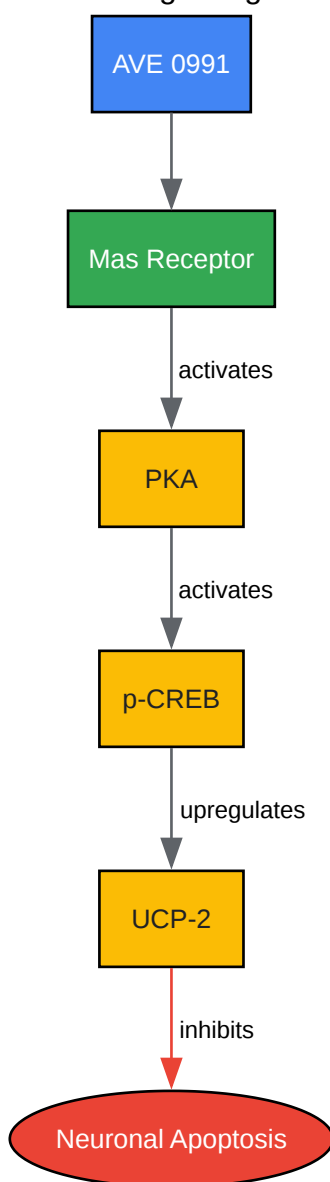 AVE 0991
Mas Receptor
activates
PKA
activates
p-CREB
upregulates
UCP-2
inhibits
Neuronal Apoptosis